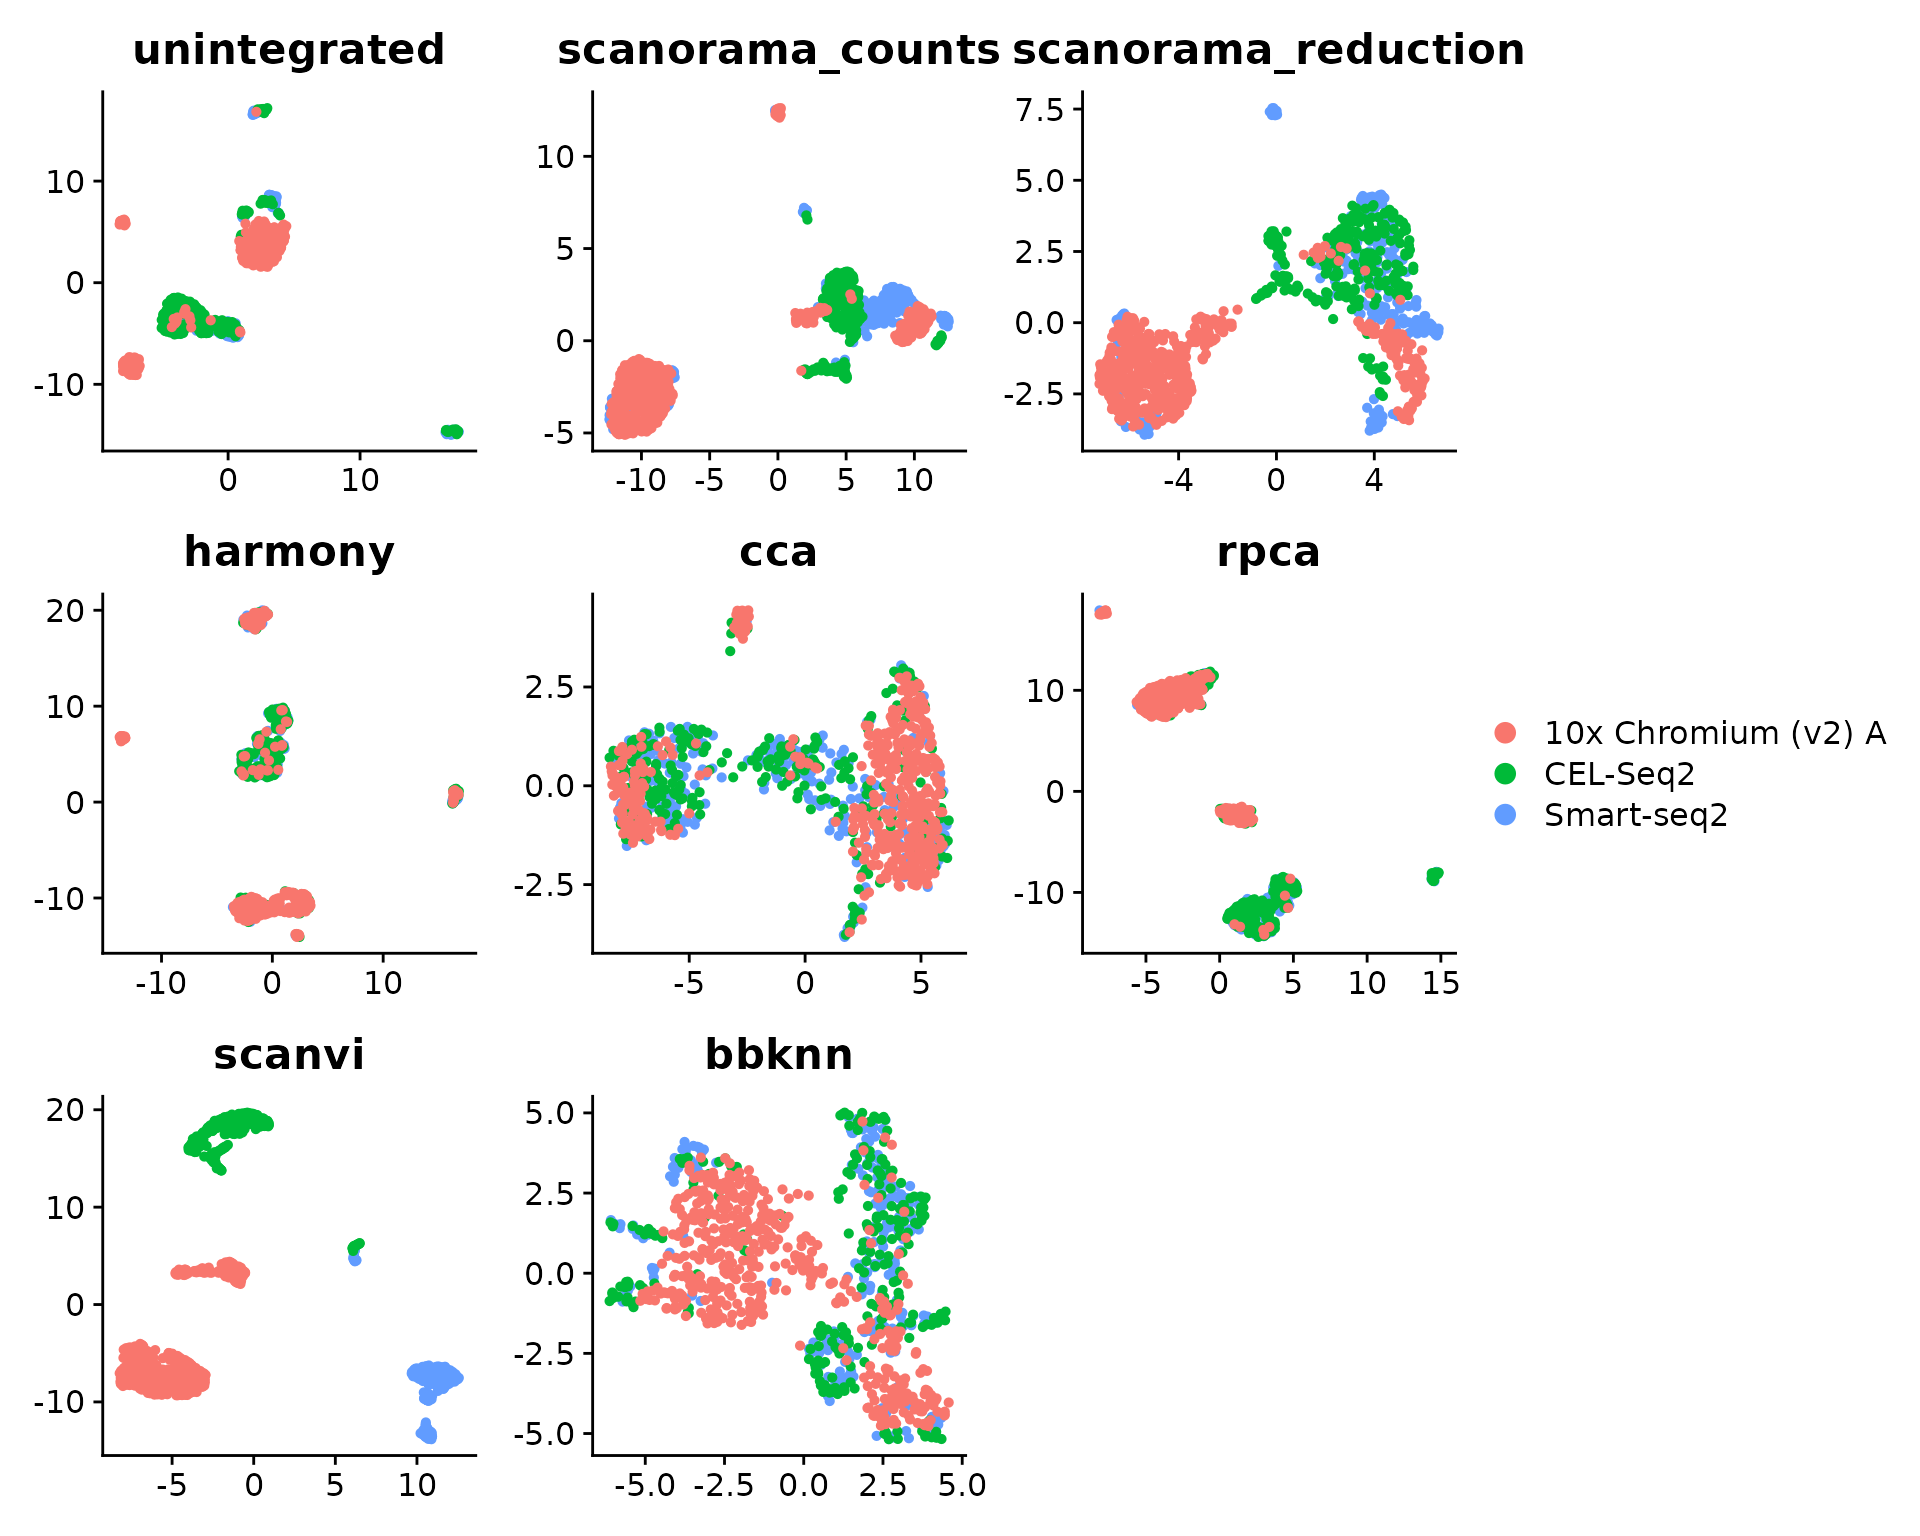 unintegrated scanorama_counts scanorama_reduction
10
0
-10
0 10
10
5
0
-5
-10 -5 0 5 10
7.5
5.0
2.5
0.0
-2.5
-4 0 4
harmony cca rpca
20
10
0
-10
-10 0 10
2.5
0.0
-2.5
-5 0 5
10
0
-10
-5 0 5 10 15
10x Chromium (v2) A
CEL-Seq2
Smart-seq2
scanvi bbknn
20
10
0
-10
-5 0 5 10
5.0
2.5
0.0
-2.5
-5.0
-5.0 -2.5 0.0 2.5 5.0